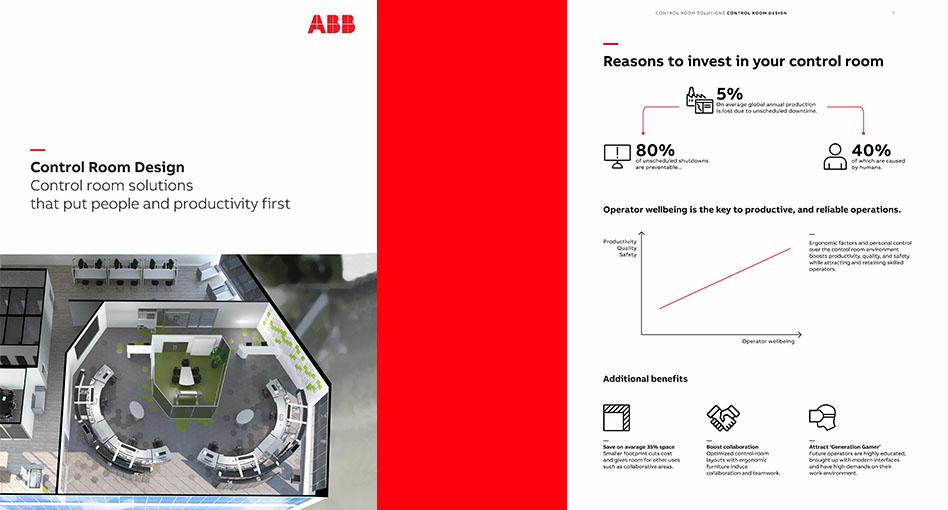 ABB
Control Room Design
Control room solutions
that put people and productivity first
CONTROL ROOM SOLUTIONS CONTROL ROOM DESIGN
Reasons to invest in your control room
5%
On average global annual production
is lost due to unscheduled downtime.
80%
of unscheduled shutdowns
are preventable...
40%
of which are caused
by humans.
Operator wellbeing is the key to productive, and reliable operations.
Productivity
Quality
Safety
Operator wellbeing
Ergonomic factors and personal control
over the control room environment
boosts productivity, quality, and safety
while attracting and retaining skilled
operators.
Additional benefits
Save on avarage 35% space
Smaller footprint cuts cost
and gives room for other uses
such as collaborative areas.
Boost collaboration
Optimized control-room
layouts with ergonomic
furniture induce
collaboration and teamwork.
Attract 'Generation Gamer'
Future operators are highly educated,
brought up with modern interfaces
and have high demands on their
work environment.